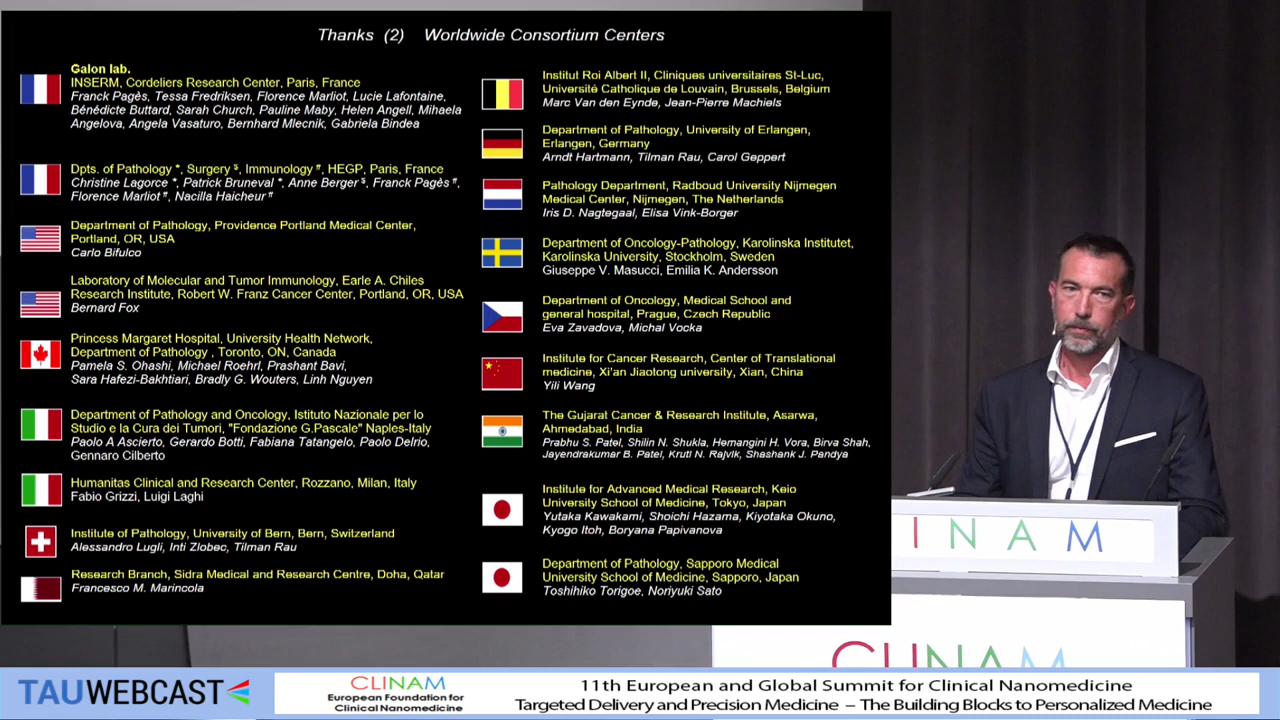 Thanks (2) Worldwide Consortium Centers
Galon lab.
INSERM, Cordeliers Research Center, Paris, France
Franck Pagès, Tessa Fredriksen, Florence Marliot, Lucie Lafontaine,
Bénédicte Buttard, Sarah Church, Pauline Maby, Helen Angell, Mihaela
Angelova, Angela Vasaturo, Bernhard Mlecnik, Gabriela Bindea
Dpts. of Pathology *, Surgery $, Immunology #, HEGP, Paris, France
Christine Lagorce *, Patrick Bruneval *, Anne Berger $, Franck Pagès #,
Florence Marliot #, Nacilla Haicheur #
Department of Pathology, Providence Portland Medical Center,
Portland, OR, USA
Carlo Bifulco
Laboratory of Molecular and Tumor Immunology, Earle A. Chiles
Research Institute, Robert W. Franz Cancer Center, Portland, OR, USA
Bernard Fox
Princess Margaret Hospital, University Health Network,
Department of Pathology , Toronto, ON, Canada
Pamela S. Ohashi, Michael Roehrl, Prashant Bavi,
Sara Hafezi-Bakhtiari, Bradly G. Wouters, Linh Nguyen
Department of Pathology and Oncology, Istituto Nazionale per lo
Studio e la Cura dei Tumori, "Fondazione G.Pascale" Naples-Italy
Paolo A Ascierto, Gerardo Botti, Fabiana Tatangelo, Paolo Delrio,
Gennaro Cilberto
Humanitas Clinical and Research Center, Rozzano, Milan, Italy
Fabio Grizzi, Luigi Laghi
Institute of Pathology, University of Bern, Bern, Switzerland
Alessandro Lugli, Inti Zlobec, Tilman Rau
Research Branch, Sidra Medical and Research Centre, Doha, Qatar
Francesco M. Marincola
Institut Roi Albert II, Cliniques universitaires St-Luc,
Université Catholique de Louvain, Brussels, Belgium
Marc Van den Eynde, Jean-Pierre Machiels
Department of Pathology, University of Erlangen,
Erlangen, Germany
Arndt Hartmann, Tilman Rau, Carol Geppert
Pathology Department, Radboud University Nijmegen
Medical Center, Nijmegen, The Netherlands
Iris D. Nagtegaal, Elisa Vink-Borger
Department of Oncology-Pathology, Karolinska Institutet,
Karolinska University, Stockholm, Sweden
Giuseppe V. Masucci, Emilia K. Andersson
Department of Oncology, Medical School and
general hospital, Prague, Czech Republic
Eva Zavadova, Michal Vocka
Institute for Cancer Research, Center of Translational
medicine, Xi'an Jiaotong university, Xian, China
Yili Wang
The Gujarat Cancer & Research Institute, Asarwa,
Ahmedabad, India
Prabhu S. Patel, Shilin N. Shukla, Hemangini H. Vora, Birva Shah,
Jayendrakumar B. Patel, Kruti N. Rajvik, Shashank J. Pandya
Institute for Advanced Medical Research, Keio
University School of Medicine, Tokyo, Japan
Yutaka Kawakami, Shoichi Hazama, Kiyotaka Okuno,
Kyogo Itoh, Boryana Papivanova
Department of Pathology, Sapporo Medical
University School of Medicine, Sapporo, Japan
Toshihiko Torigoe, Noriyuki Sato
INAM
CLINAM
TAUWEBCAST
CLINAM
European Foundation for
Clinical Nanomedicine
11th European and Global Summit for Clinical Nanomedicine
Targeted Delivery and Precision Medicine – The Building Blocks to Personalized Medicine